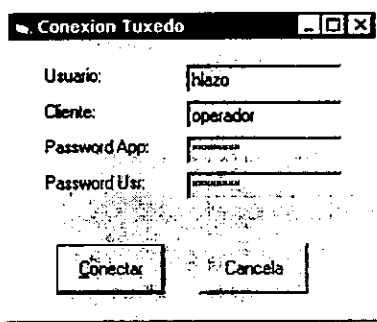 Conexion Tuxedo
Usuario: hlazo
Cliente: operador
Password App: ********
Password Usr: ********
Conectar Cancela